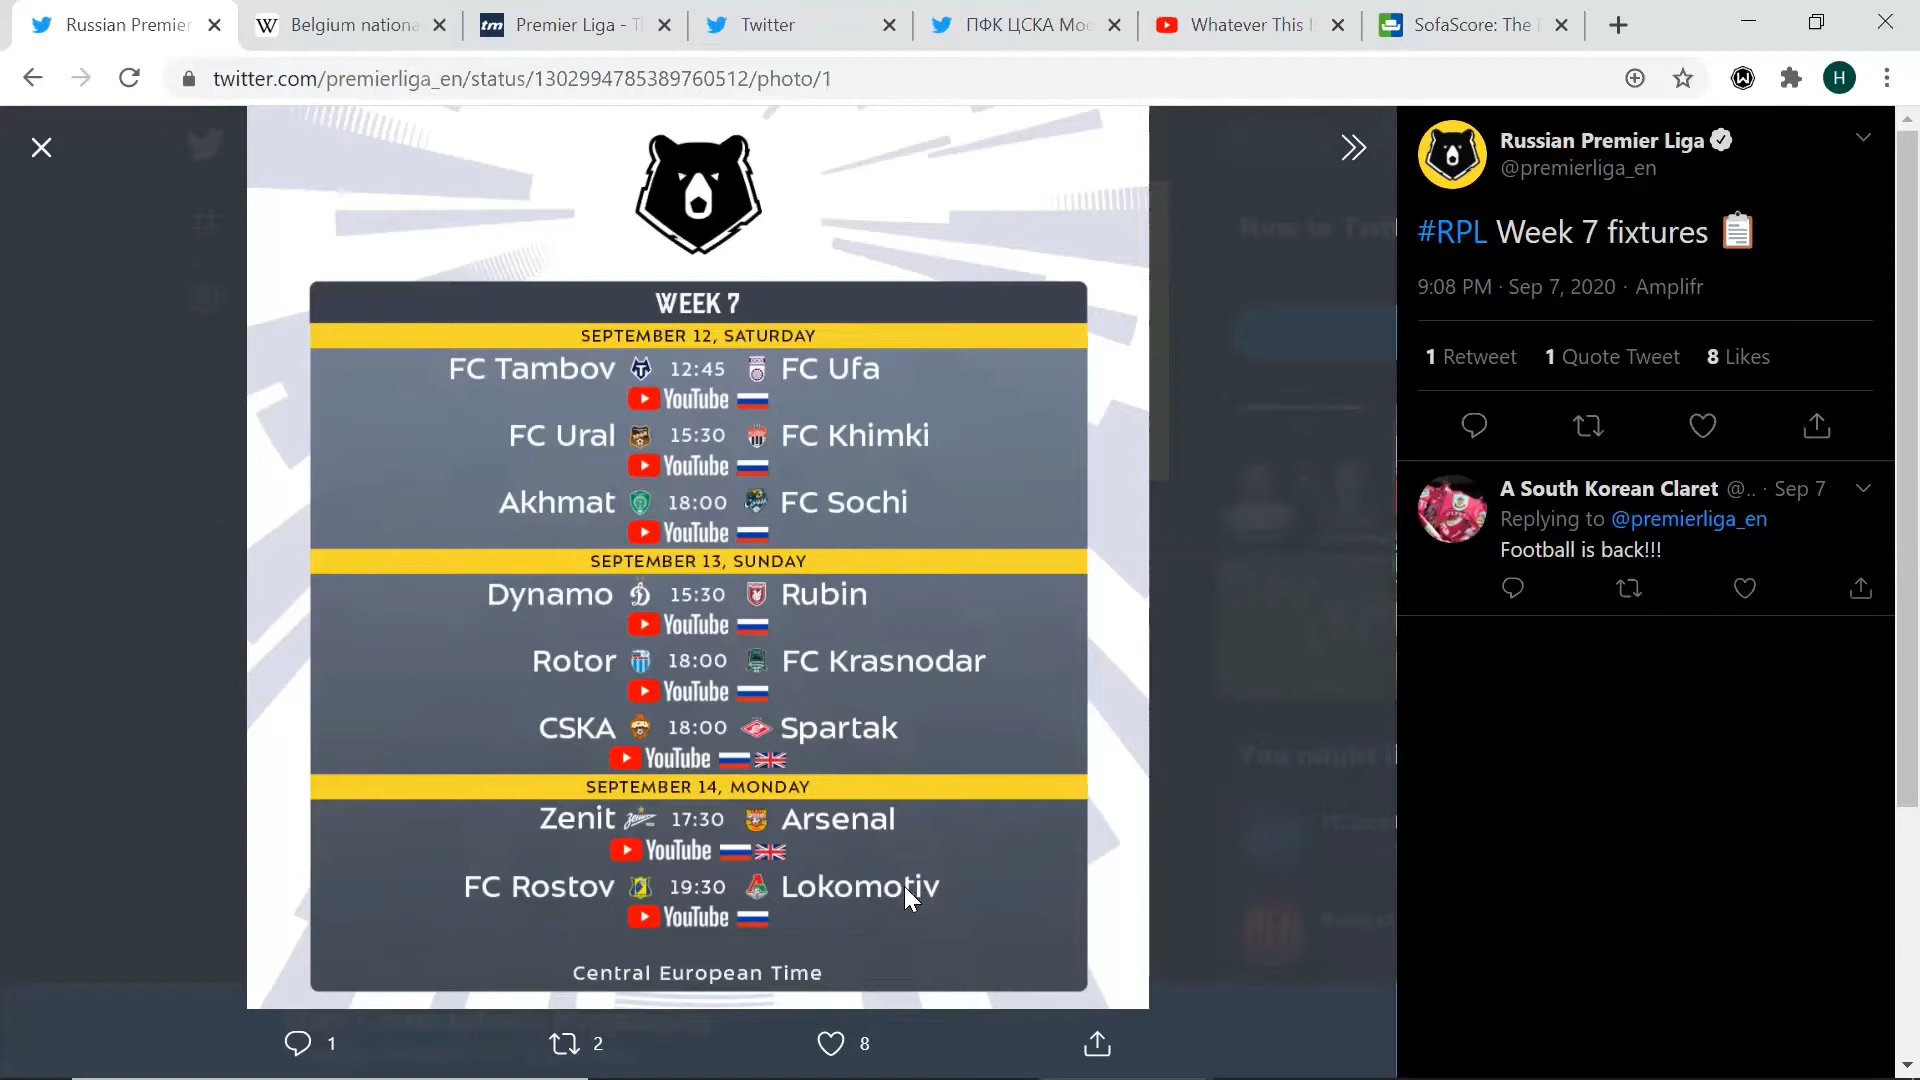 Russian Premier
Belgium nationa
Premier Liga - T
Twitter
ПФК ЦСКА Мос
Whatever This I
SofaScore: The
twitter.com/premierliga_en/status/1302994785389760512/photo/1
H
WEEK 7
SEPTEMBER 12, SATURDAY
FC Tambov 12:45 FC Ufa
YouTube
FC Ural 15:30 FC Khimki
YouTube
Akhmat 18:00 FC Sochi
YouTube
SEPTEMBER 13, SUNDAY
Dynamo 15:30 Rubin
YouTube
Rotor 18:00 FC Krasnodar
YouTube
CSKA 18:00 Spartak
YouTube
SEPTEMBER 14, MONDAY
Zenit 17:30 Arsenal
YouTube
FC Rostov 19:30 Lokomotiv
YouTube
Central European Time
1 2 8
Russian Premier Liga
@premierliga_en
#RPL Week 7 fixtures
9:08 PM · Sep 7, 2020 · Amplifr
1 Retweet 1 Quote Tweet 8 Likes
A South Korean Claret @.. · Sep 7
Replying to @premierliga_en
Football is back!!!